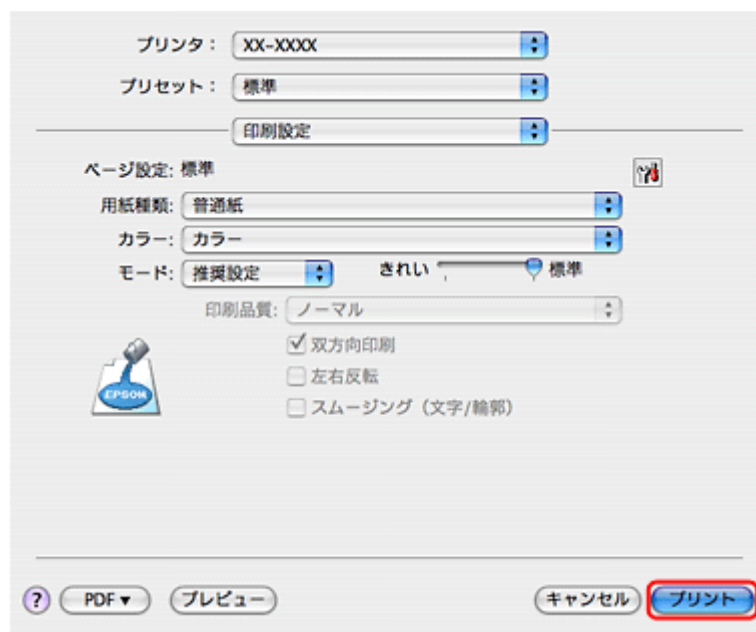 プリンタ： XX-XXXX
プリセット： 標準
印刷設定
ページ設定: 標準
用紙種類: 普通紙
カラー: カラー
モード: 推奨設定 きれい 標準
印刷品質: ノーマル
双方向印刷
左右反転
スムージング（文字/輪郭）
EPSON
? PDF▼ プレビュー キャンセル プリント